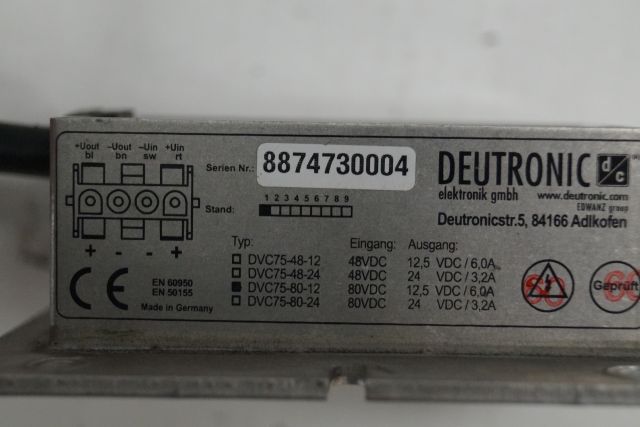 +Uout –Uout –Uin +Uin
bl bn sw rt
+ - - +
Serien Nr.: 8874730004
1 2 3 4 5 6 7 8 9
Stand:
DEUTRONIC d/c
elektronik gmbh www.deutronic.com
EDWANZ group
Deutronicstr.5, 84166 Adlkofen
Typ: Eingang: Ausgang:
DVC75-48-12 48VDC 12,5 VDC / 6,0A
DVC75-48-24 48VDC 24 VDC / 3,2A
DVC75-80-12 80VDC 12,5 VDC / 6,0A
DVC75-80-24 80VDC 24 VDC / 3,2A
CE
EN 60950
EN 50155
Made in Germany
Geprüft